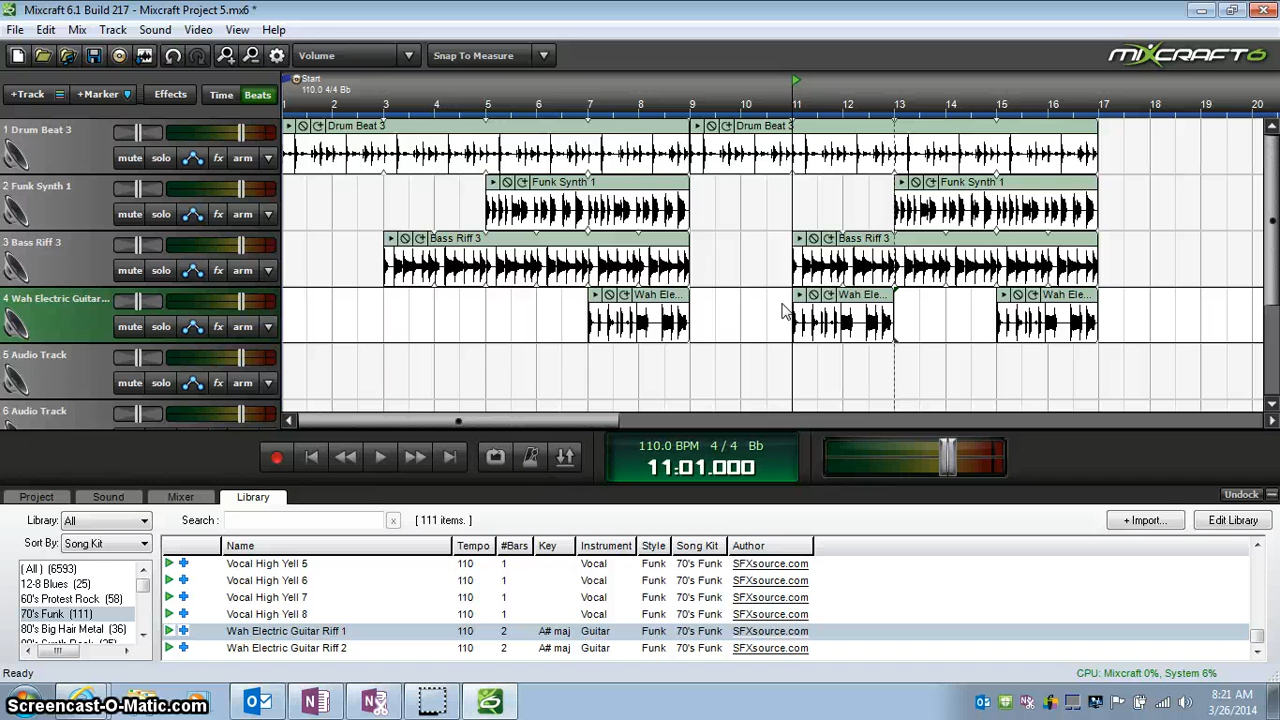 Mixcraft 6.1 Build 217 - Mixcraft Project 5.mx6 *
File Edit Mix Track Sound Video View Help
Volume Snap To Measure MIXCRAFT6
+Track +Marker Effects Time Beats
Start
110.0 4/4 Bb
1 2 3 4 5 6 7 8 9 10 11 12 13 14 15 16 17 18 19 20
1 Drum Beat 3
mute solo fx arm
Drum Beat 3 Drum Beat 3
2 Funk Synth 1
mute solo fx arm
Funk Synth 1 Funk Synth 1
3 Bass Riff 3
mute solo fx arm
Bass Riff 3 Bass Riff 3
4 Wah Electric Guitar...
mute solo fx arm
Wah Ele... Wah Ele... Wah Ele...
5 Audio Track
mute solo fx arm
6 Audio Track
110.0 BPM 4 / 4 Bb
11:01.000
Project Sound Mixer Library Undock
Library: All Search : x [ 111 items. ] + Import... Edit Library
Sort By: Song Kit
Name Tempo #Bars Key Instrument Style Song Kit Author
( All ) (6593)
12-8 Blues (25)
60's Protest Rock (58)
70's Funk (111)
80's Big Hair Metal (36)
Vocal High Yell 5 110 1 Vocal Funk 70's Funk SFXsource.com
Vocal High Yell 6 110 1 Vocal Funk 70's Funk SFXsource.com
Vocal High Yell 7 110 1 Vocal Funk 70's Funk SFXsource.com
Vocal High Yell 8 110 1 Vocal Funk 70's Funk SFXsource.com
Wah Electric Guitar Riff 1 110 2 A# maj Guitar Funk 70's Funk SFXsource.com
Wah Electric Guitar Riff 2 110 2 A# maj Guitar Funk 70's Funk SFXsource.com
Ready CPU: Mixcraft 0%, System 6%
Screencast-O-Matic.com
8:21 AM
3/26/2014